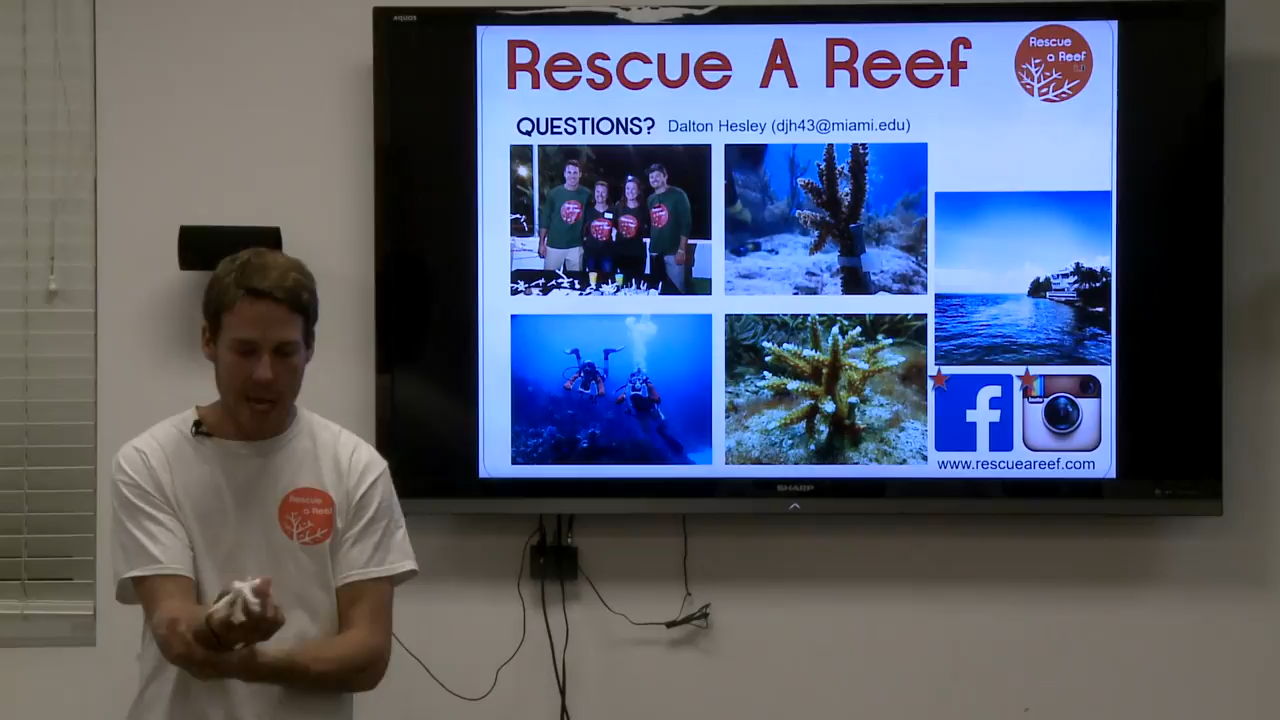 AQUOS
Rescue A Reef
Rescue
a Reef
QUESTIONS? Dalton Hesley (djh43@miami.edu)
f
www.rescueareef.com
SHARP
Rescue
a Reef